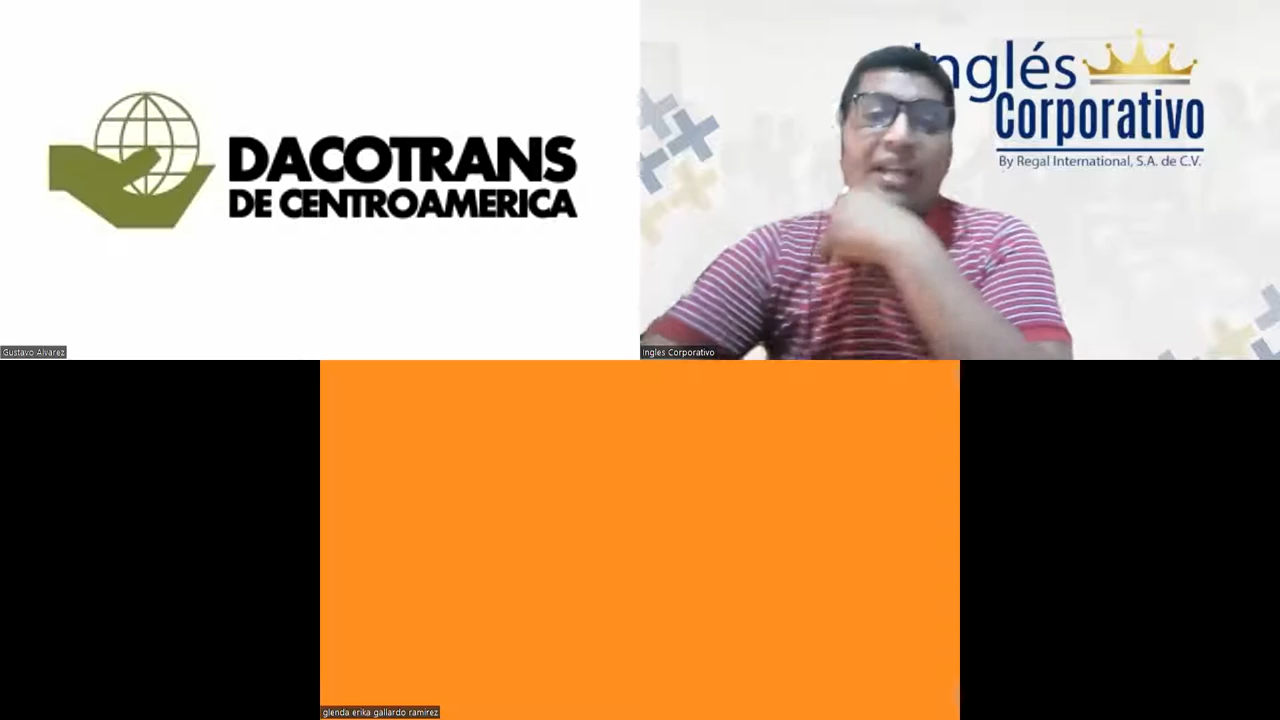 DACOTRANS
DE CENTROAMERICA
Gustavo Alvarez
Inglés
Corporativo
By Regal International, S.A. de C.V.
Ingles Corporativo
glenda erika gallardo ramirez